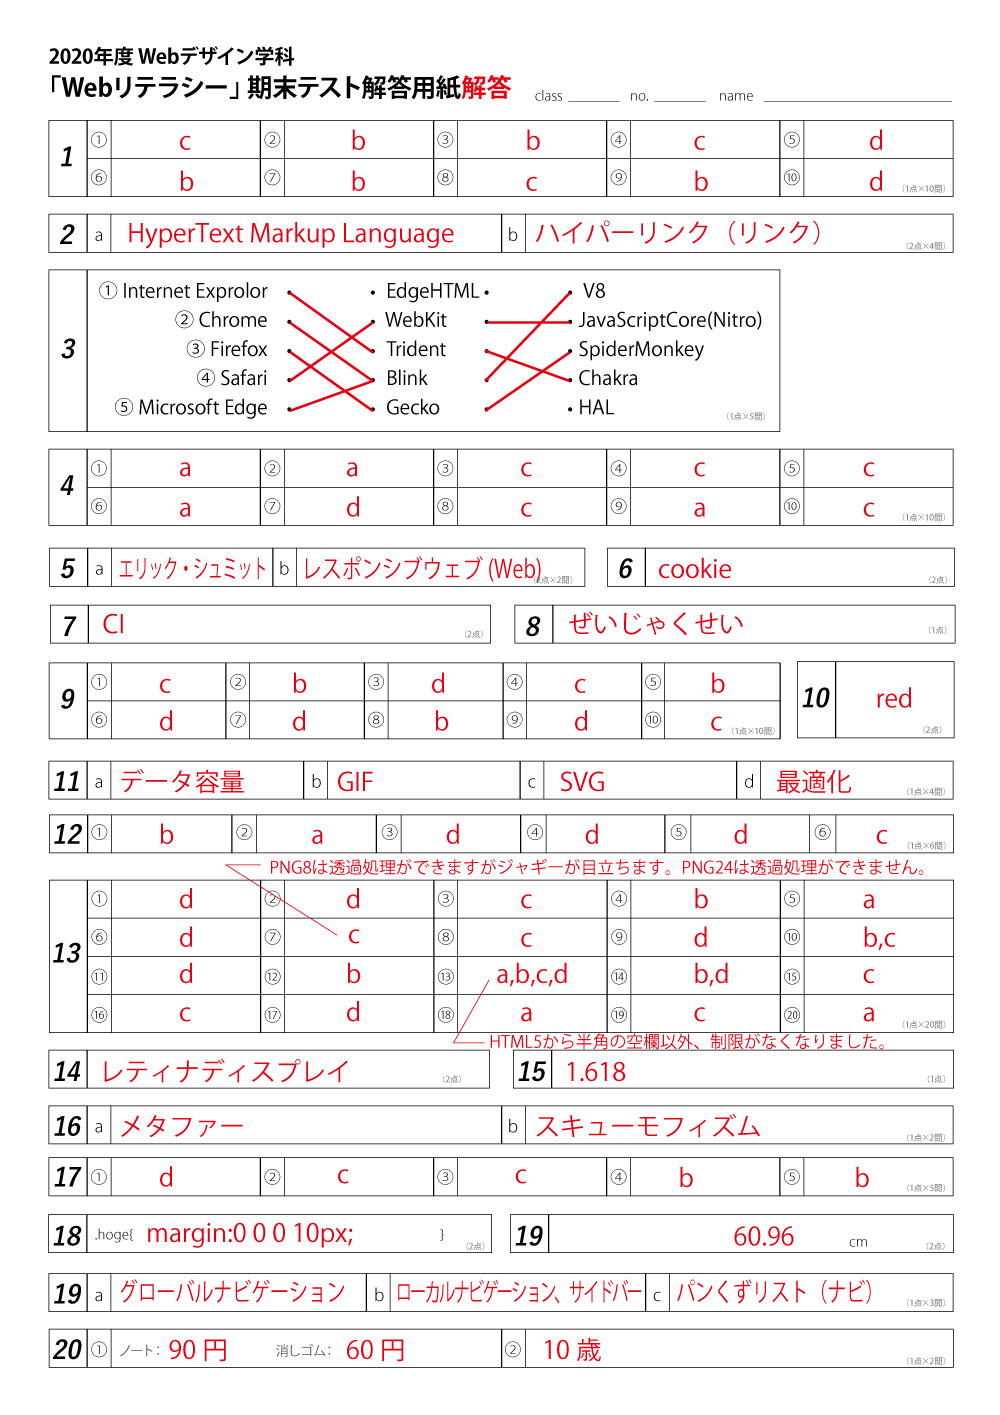 2020年度 Webデザイン学科
「Webリテラシー」期末テスト解答用紙解答 class no. name
1 ① c ② b ③ b ④ c ⑤ d
⑥ b ⑦ b ⑧ c ⑨ b ⑩ d (1点×10問)
2 a HyperText Markup Language b ハイパーリンク（リンク） (2点×4問)
3
① Internet Exprolor • • EdgeHTML • • V8
② Chrome • • WebKit • • JavaScriptCore(Nitro)
③ Firefox • • Trident • • SpiderMonkey
④ Safari • • Blink • • Chakra
⑤ Microsoft Edge • • Gecko • • HAL (1点×5問)
4 ① a ② a ③ c ④ c ⑤ c
⑥ a ⑦ d ⑧ c ⑨ a ⑩ c (1点×10問)
5 a エリック・シュミット b レスポンシブウェブ (Web) (2点×2問) 6 cookie (2点)
7 CI (2点) 8 ぜいじゃくせい (1点)
9 ① c ② b ③ d ④ c ⑤ b
⑥ d ⑦ d ⑧ b ⑨ d ⑩ c (1点×10問)
10 red (2点)
11 a データ容量 b GIF c SVG d 最適化 (1点×4問)
12 ① b ② a ③ d ④ d ⑤ d ⑥ c (1点×6問)
PNG8は透過処理ができますがジャギーが目立ちます。PNG24は透過処理ができません。
13 ① d ② d ③ c ④ b ⑤ a
⑥ d ⑦ c ⑧ c ⑨ d ⑩ b,c
⑪ d ⑫ b ⑬ a,b,c,d ⑭ b,d ⑮ c
⑯ c ⑰ d ⑱ a ⑲ c ⑳ a (1点×20問)
HTML5から半角の空欄以外、制限がなくなりました。
14 レティナディスプレイ (2点) 15 1.618 (1点)
16 a メタファー b スキューモフィズム (1点×2問)
17 ① d ② c ③ c ④ b ⑤ b (1点×5問)
18 .hoge{ margin:0 0 0 10px; } (2点) 19 60.96 cm (2点)
19 a グローバルナビゲーション b ローカルナビゲーション、サイドバー c パンくずリスト（ナビ） (1点×3問)
20 ① ノート： 90 円 消しゴム： 60 円 ② 10 歳 (1点×2問)